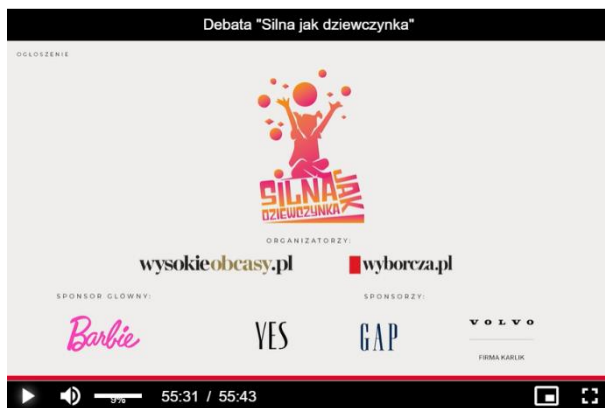 Debata "Silna jak dziewczynka"
OGŁOSZENIE
SILNA JAK
DZIEWCZYNKA
ORGANIZATORZY:
wysokieobcasy.pl wyborcza.pl
SPONSOR GŁÓWNY: SPONSORZY:
Barbie YES GAP VOLVO
FIRMA KARLIK
9% 55:31 / 55:43